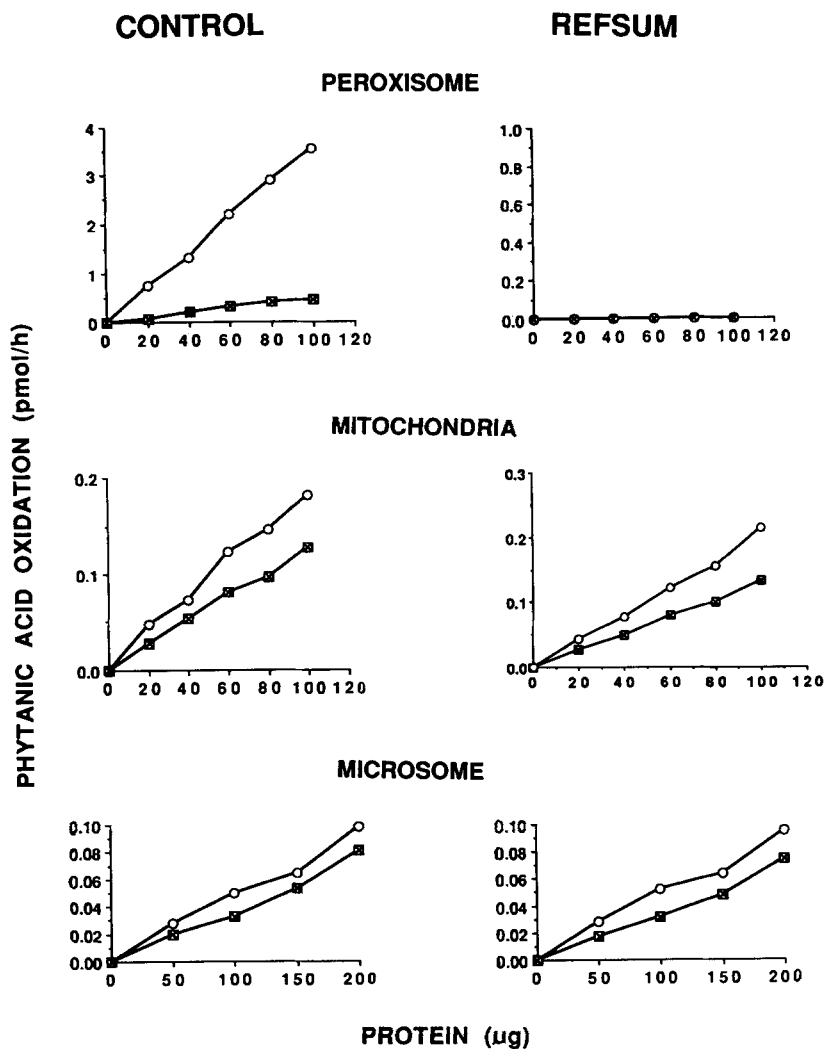 CONTROL REFSUM
PEROXISOME
4 1.0
3 0.8
2 0.6
1 0.4
0 0.2
0.0
0 20 40 60 80 100 120 0 20 40 60 80 100 120
PHYTANIC ACID OXIDATION (pmol/h)
MITOCHONDRIA
0.2 0.3
0.1 0.2
0.0 0.1
0.0
0 20 40 60 80 100 120 0 20 40 60 80 100 120
MICROSOME
0.10 0.10
0.08 0.08
0.06 0.06
0.04 0.04
0.02 0.02
0.00 0.00
0 50 100 150 200 0 50 100 150 200
PROTEIN (µg)